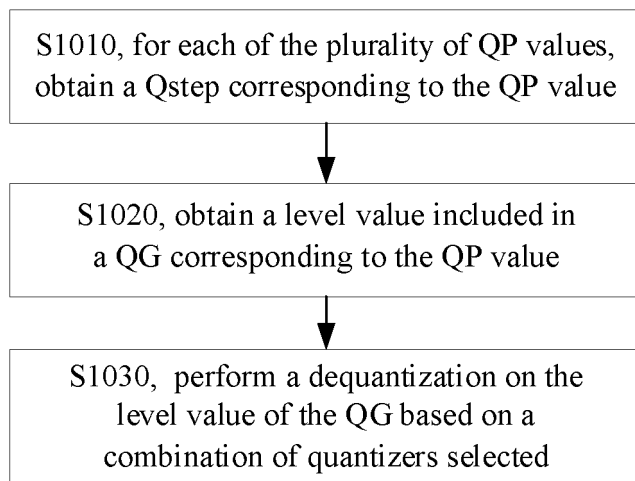 S1010, for each of the plurality of QP values,
obtain a Qstep corresponding to the QP value
S1020, obtain a level value included in
a QG corresponding to the QP value
S1030, perform a dequantization on the
level value of the QG based on a
combination of quantizers selected